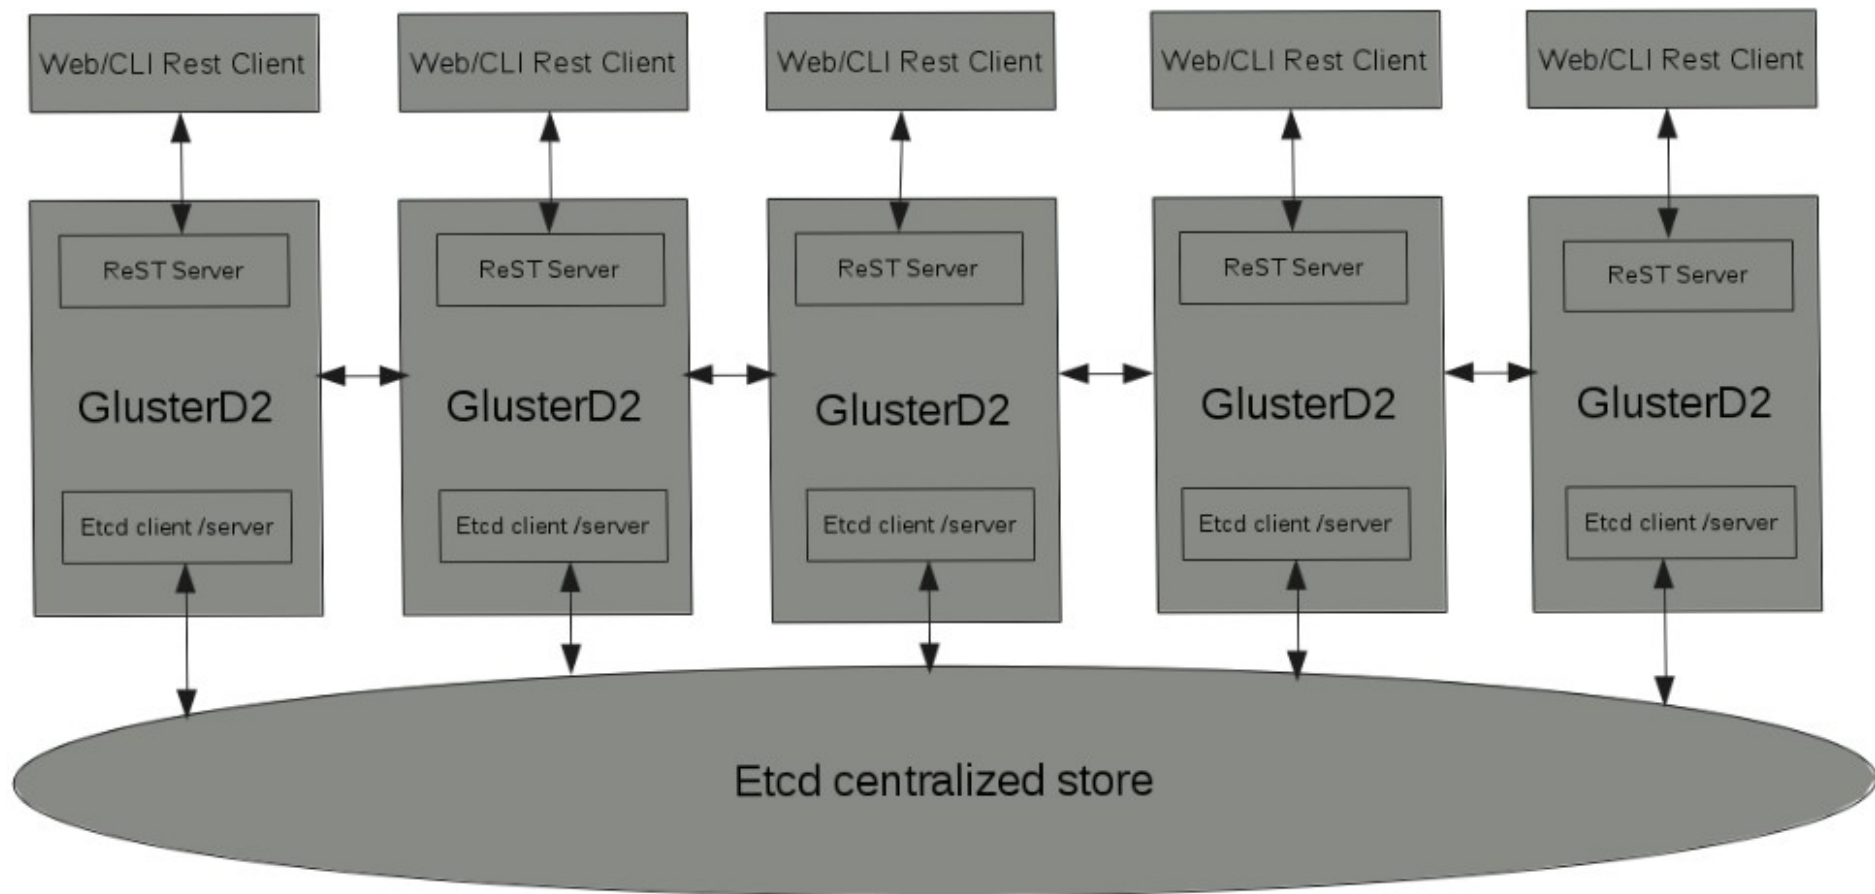 Web/CLI Rest Client
Web/CLI Rest Client
Web/CLI Rest Client
Web/CLI Rest Client
Web/CLI Rest Client
ReST Server
ReST Server
ReST Server
ReST Server
ReST Server
GlusterD2
GlusterD2
GlusterD2
GlusterD2
GlusterD2
Etcd client /server
Etcd client /server
Etcd client /server
Etcd client /server
Etcd client /server
Etcd centralized store